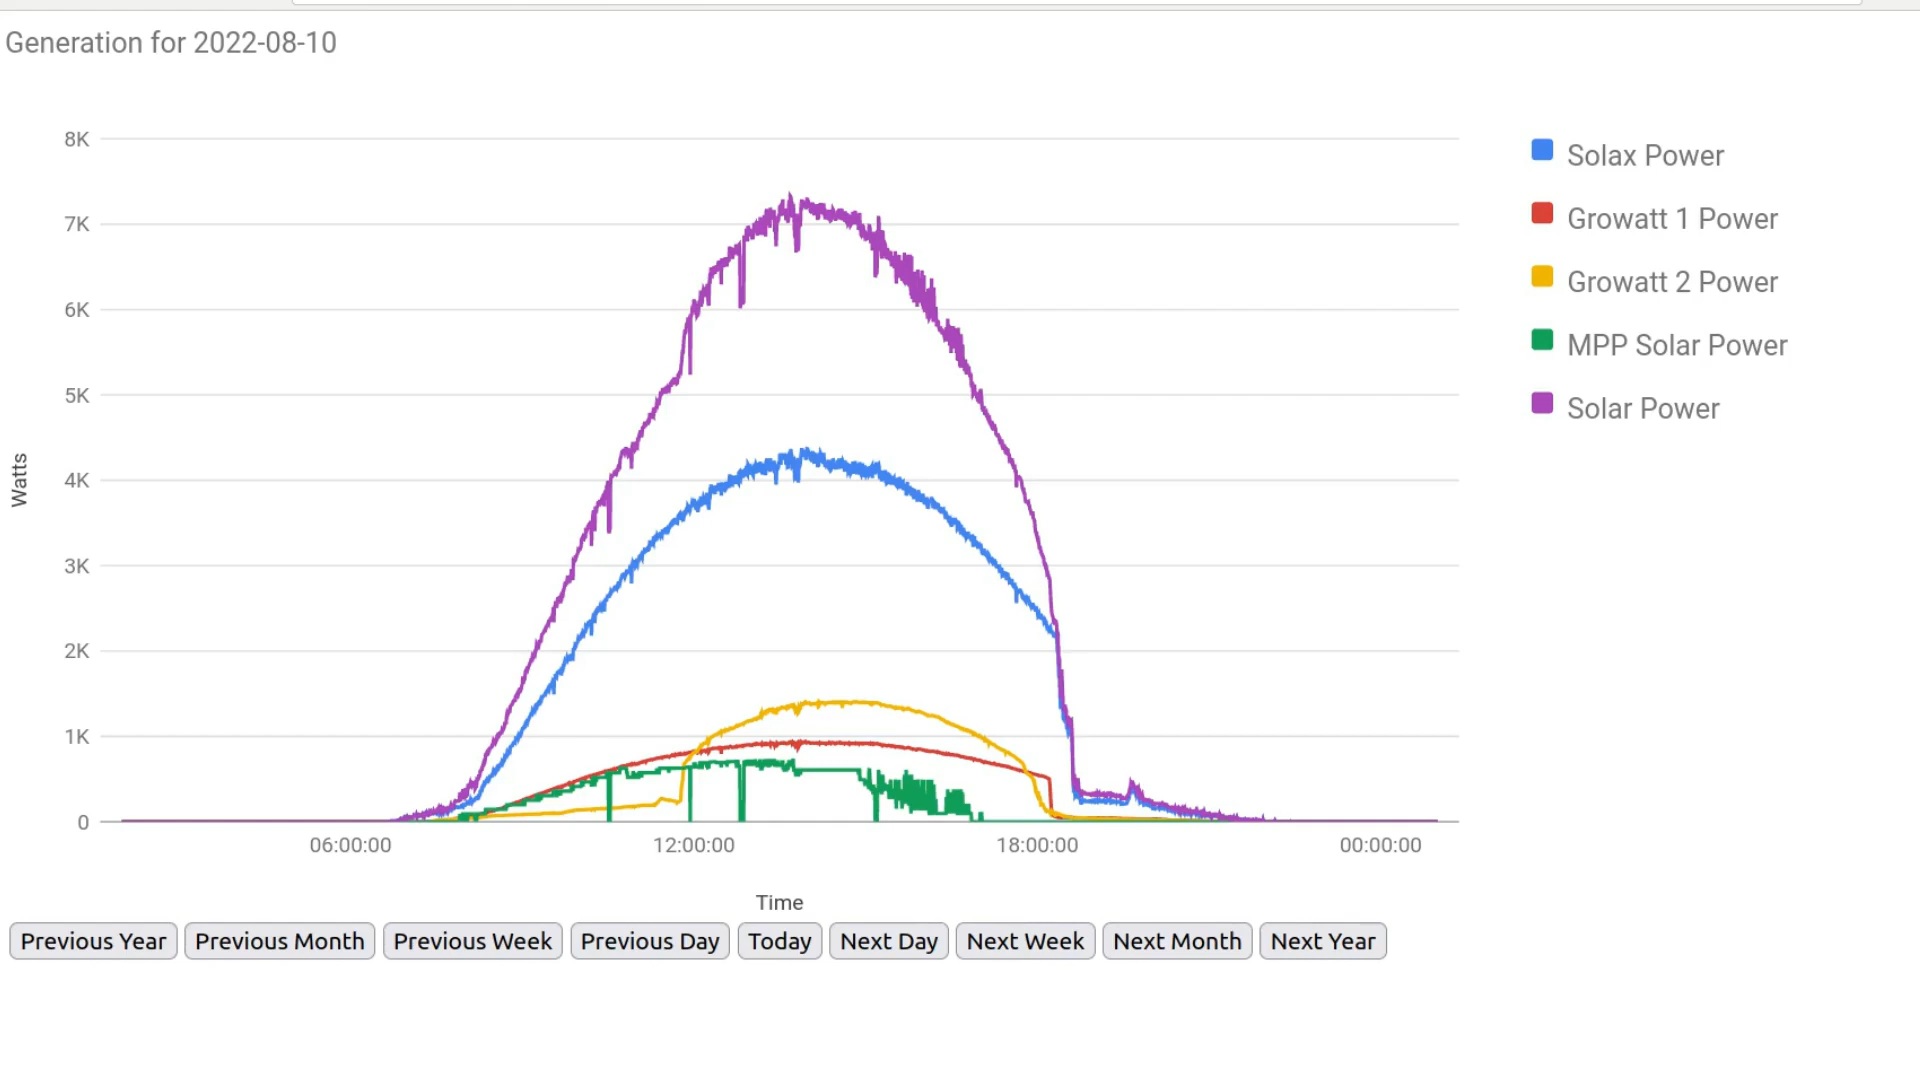 Generation for 2022-08-10
8K
7K
6K
5K
4K
3K
2K
1K
0
Watts
06:00:00 12:00:00 18:00:00 00:00:00
Time
Solax Power
Growatt 1 Power
Growatt 2 Power
MPP Solar Power
Solar Power
Previous Year Previous Month Previous Week Previous Day Today Next Day Next Week Next Month Next Year